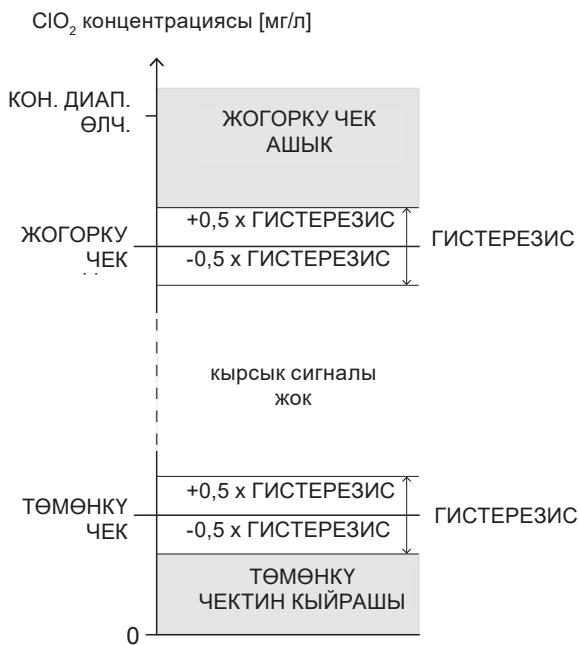 ClO2 концентрациясы [мг/л]
КОН. ДИАП.
ӨЛЧ.
ЖОГОРКУ ЧЕК
АШЫК
+0,5 x ГИСТЕРЕЗИС
ЖОГОРКУ
ЧЕК
ГИСТЕРЕЗИС
-0,5 x ГИСТЕРЕЗИС
кырсык сигналы
жок
+0,5 x ГИСТЕРЕЗИС
ТӨМӨНКҮ
ЧЕК
ГИСТЕРЕЗИС
-0,5 x ГИСТЕРЕЗИС
ТӨМӨНКҮ
ЧЕКТИН КЫЙРАШЫ
0